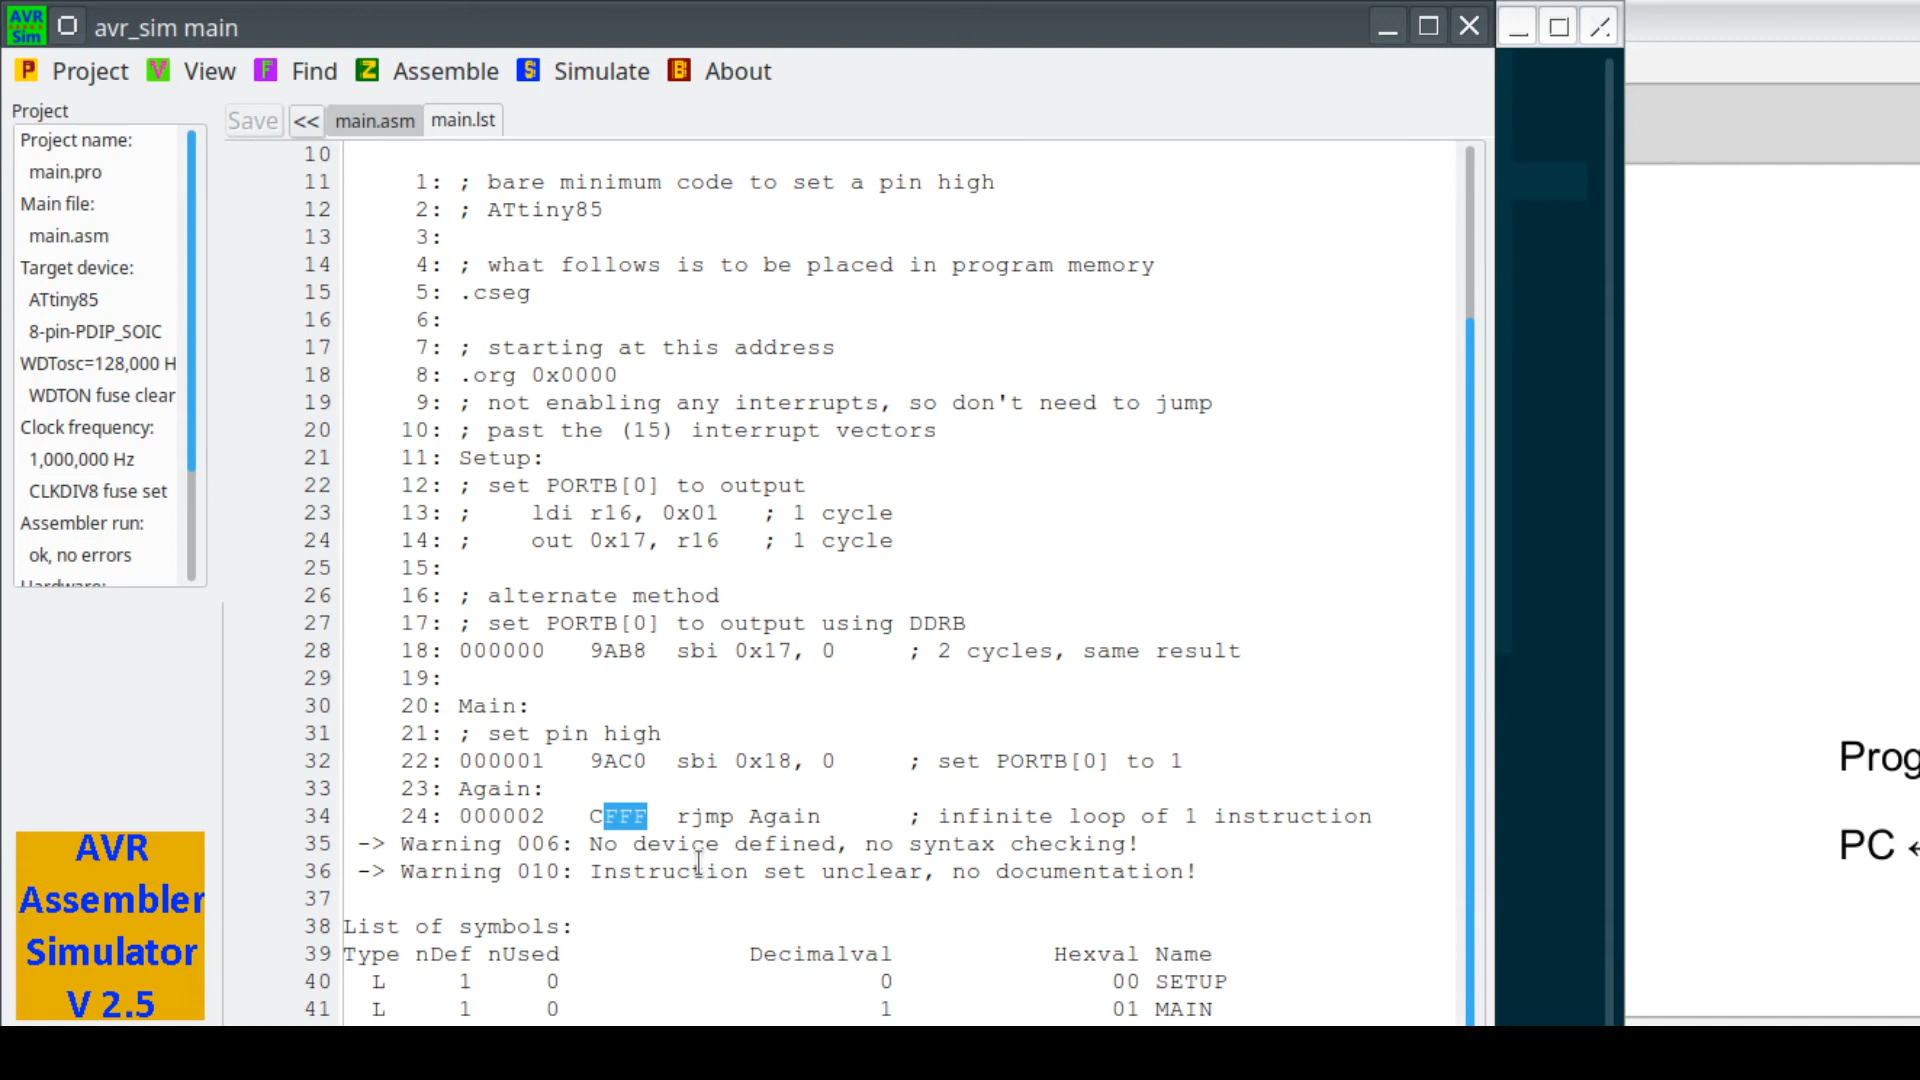 AVR
Sim
avr_sim main
P Project V View F Find Z Assemble S Simulate B About
Project
Project name:
main.pro
Main file:
main.asm
Target device:
ATtiny85
8-pin-PDIP_SOIC
WDTosc=128,000 H
WDTON fuse clear
Clock frequency:
1,000,000 Hz
CLKDIV8 fuse set
Assembler run:
ok, no errors
Hardware:
AVR
Assembler
Simulator
V 2.5
Save << main.asm main.lst
10
11 1: ; bare minimum code to set a pin high
12 2: ; ATtiny85
13 3:
14 4: ; what follows is to be placed in program memory
15 5: .cseg
16 6:
17 7: ; starting at this address
18 8: .org 0x0000
19 9: ; not enabling any interrupts, so don't need to jump
20 10: ; past the (15) interrupt vectors
21 11: Setup:
22 12: ; set PORTB[0] to output
23 13: ; ldi r16, 0x01 ; 1 cycle
24 14: ; out 0x17, r16 ; 1 cycle
25 15:
26 16: ; alternate method
27 17: ; set PORTB[0] to output using DDRB
28 18: 000000 9AB8 sbi 0x17, 0 ; 2 cycles, same result
29 19:
30 20: Main:
31 21: ; set pin high
32 22: 000001 9AC0 sbi 0x18, 0 ; set PORTB[0] to 1
33 23: Again:
34 24: 000002 CFFF rjmp Again ; infinite loop of 1 instruction
35 -> Warning 006: No device defined, no syntax checking!
36 -> Warning 010: Instruction set unclear, no documentation!
37
38 List of symbols:
39 Type nDef nUsed Decimalval Hexval Name
40 L 1 0 0 00 SETUP
41 L 1 0 1 01 MAIN
Prog
PC ←